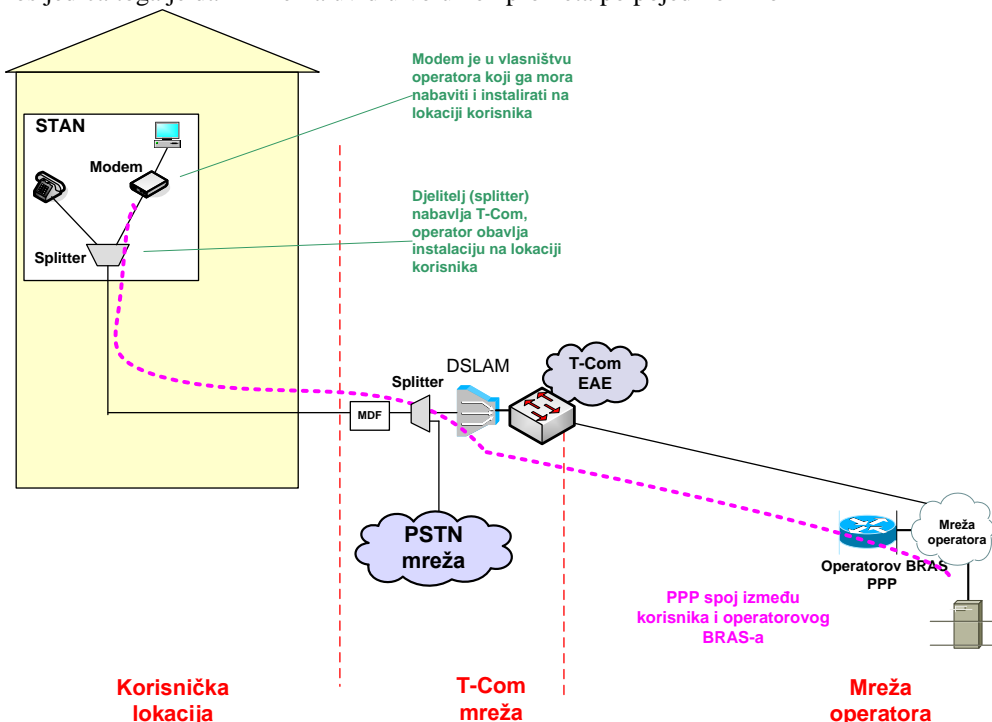 Modem je u vlasništvu
operatora koji ga mora
nabaviti i instalirati na
lokaciji korisnika
STAN
Modem
Djelitelj (splitter)
nabavlja T-Com,
operator obavlja
instalaciju na lokaciji
korisnika
Splitter
DSLAM
T-Com
EAE
Splitter
MDF
PSTN
mreža
Mreža
operatora
Operatorov BRAS
PPP
PPP spoj između
korisnika i operatorovog
BRAS-a
Korisnička
lokacija
T-Com
mreža
Mreža
operatora